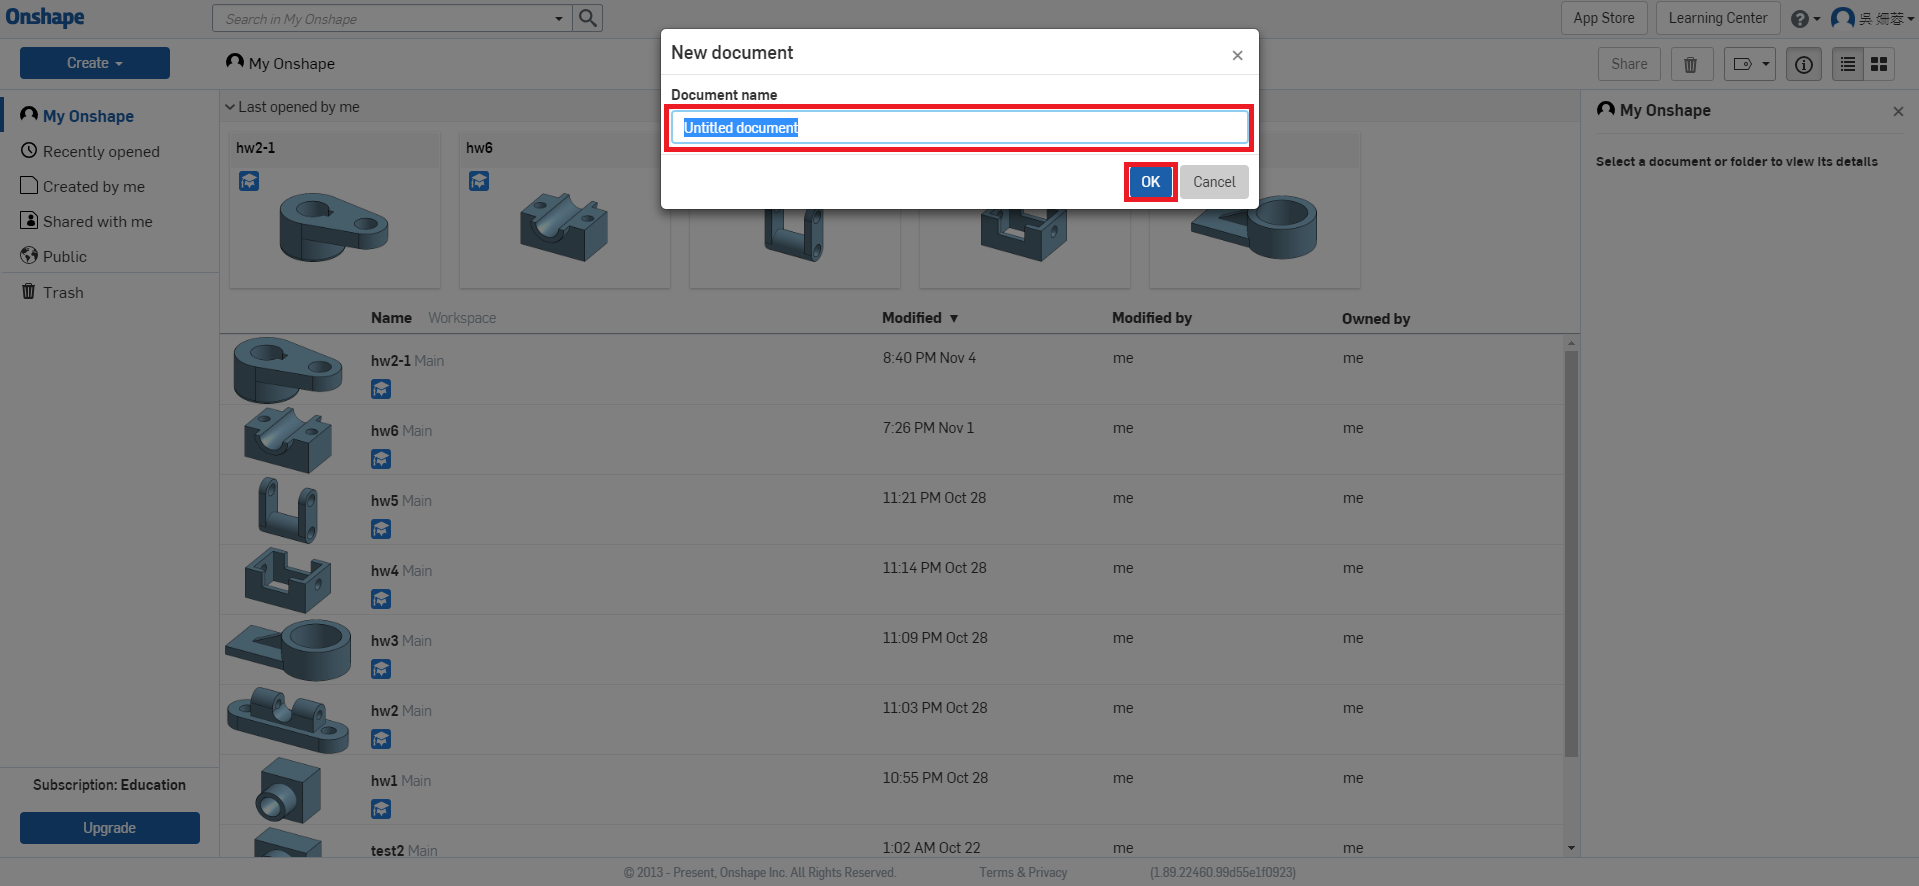 Onshape
Search in My Onshape
App Store
Learning Center
吳 姍蓉
Create
My Onshape
Share
My Onshape
Recently opened
Created by me
Shared with me
Public
Trash
Subscription: Education
Upgrade
Last opened by me
hw2-1
hw6
New document
×
Document name
Untitled document
OK
Cancel
Name Workspace Modified ▼ Modified by Owned by
hw2-1 Main 8:40 PM Nov 4 me me
hw6 Main 7:26 PM Nov 1 me me
hw5 Main 11:21 PM Oct 28 me me
hw4 Main 11:14 PM Oct 28 me me
hw3 Main 11:09 PM Oct 28 me me
hw2 Main 11:03 PM Oct 28 me me
hw1 Main 10:55 PM Oct 28 me me
test2 Main 1:02 AM Oct 22 me me
My Onshape
×
Select a document or folder to view its details
© 2013 - Present, Onshape Inc. All Rights Reserved. Terms & Privacy (1.89.22460.99d55e1f0923)